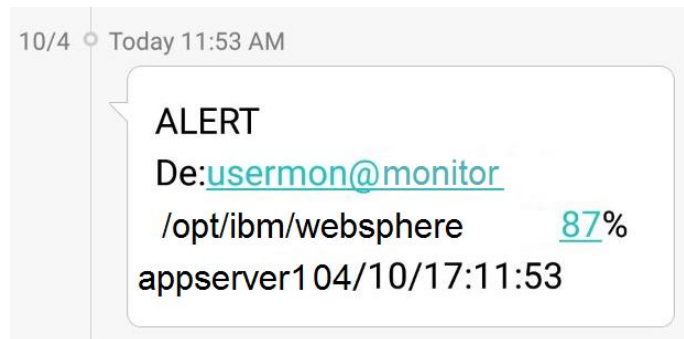 10/4 Today 11:53 AM
ALERT
De:usermon@monitor
/opt/ibm/websphere 87%
appserver104/10/17:11:53